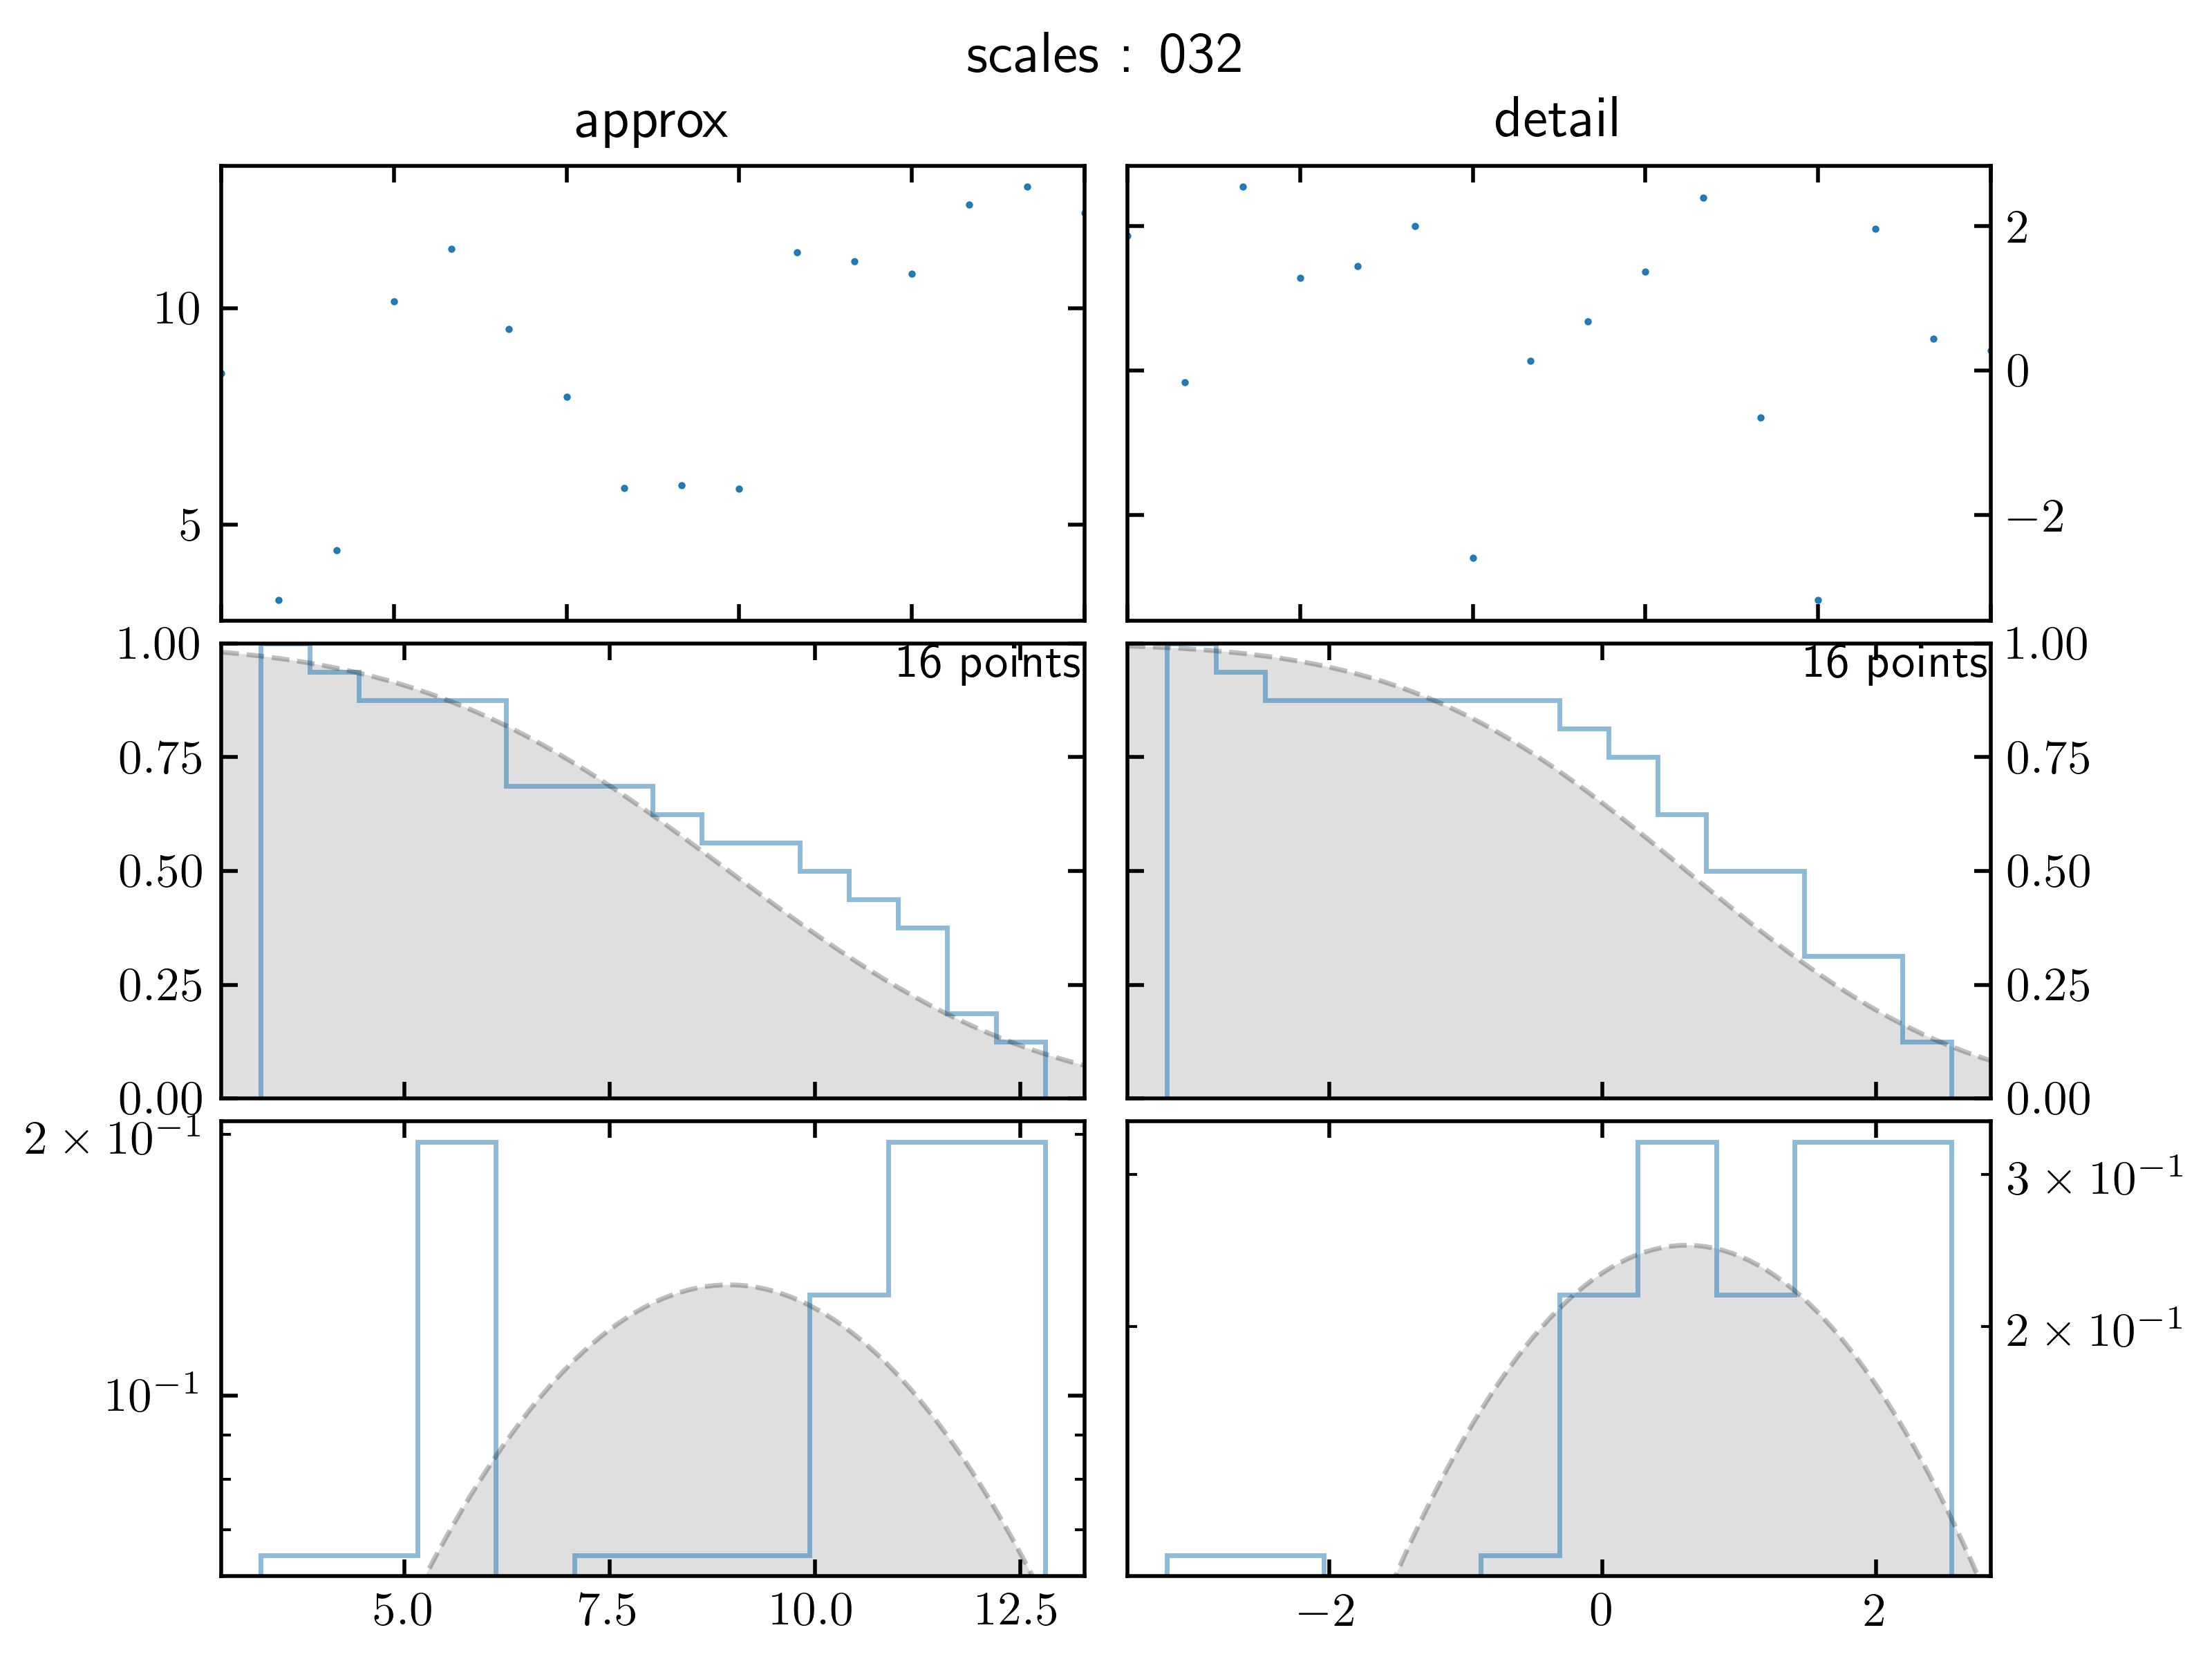 scales : 032
approx
detail
10
5
2
0
−2
1.00
0.75
0.50
0.25
0.00
16 points
16 points
1.00
0.75
0.50
0.25
0.00
2 × 10⁻¹
10⁻¹
3 × 10⁻¹
2 × 10⁻¹
5.0 7.5 10.0 12.5
−2 0 2